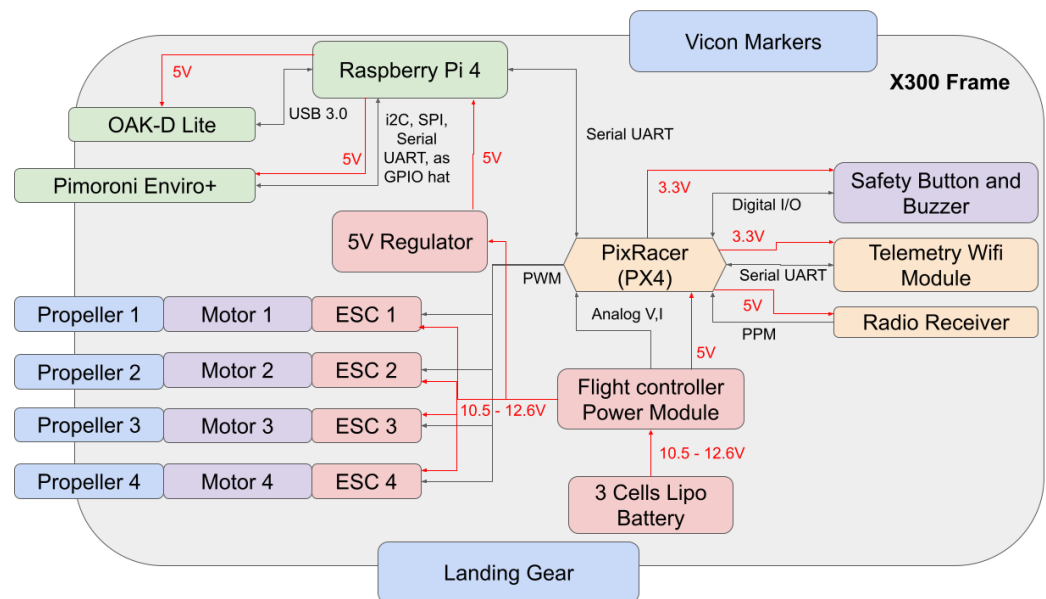 Vicon Markers
X300 Frame
Raspberry Pi 4
5V
USB 3.0
OAK-D Lite
i2C, SPI,
Serial
UART, as
GPIO hat
5V
5V
Pimoroni Enviro+
Serial UART
3.3V
Safety Button and
Buzzer
Digital I/O
5V Regulator
3.3V
PixRacer
(PX4)
PWM
Telemetry Wifi
Module
Serial UART
5V
Radio Receiver
PPM
Analog V,I
5V
Propeller 1
Motor 1
ESC 1
Propeller 2
Motor 2
ESC 2
Propeller 3
Motor 3
ESC 3
Propeller 4
Motor 4
ESC 4
10.5 - 12.6V
Flight controller
Power Module
10.5 - 12.6V
3 Cells Lipo
Battery
Landing Gear